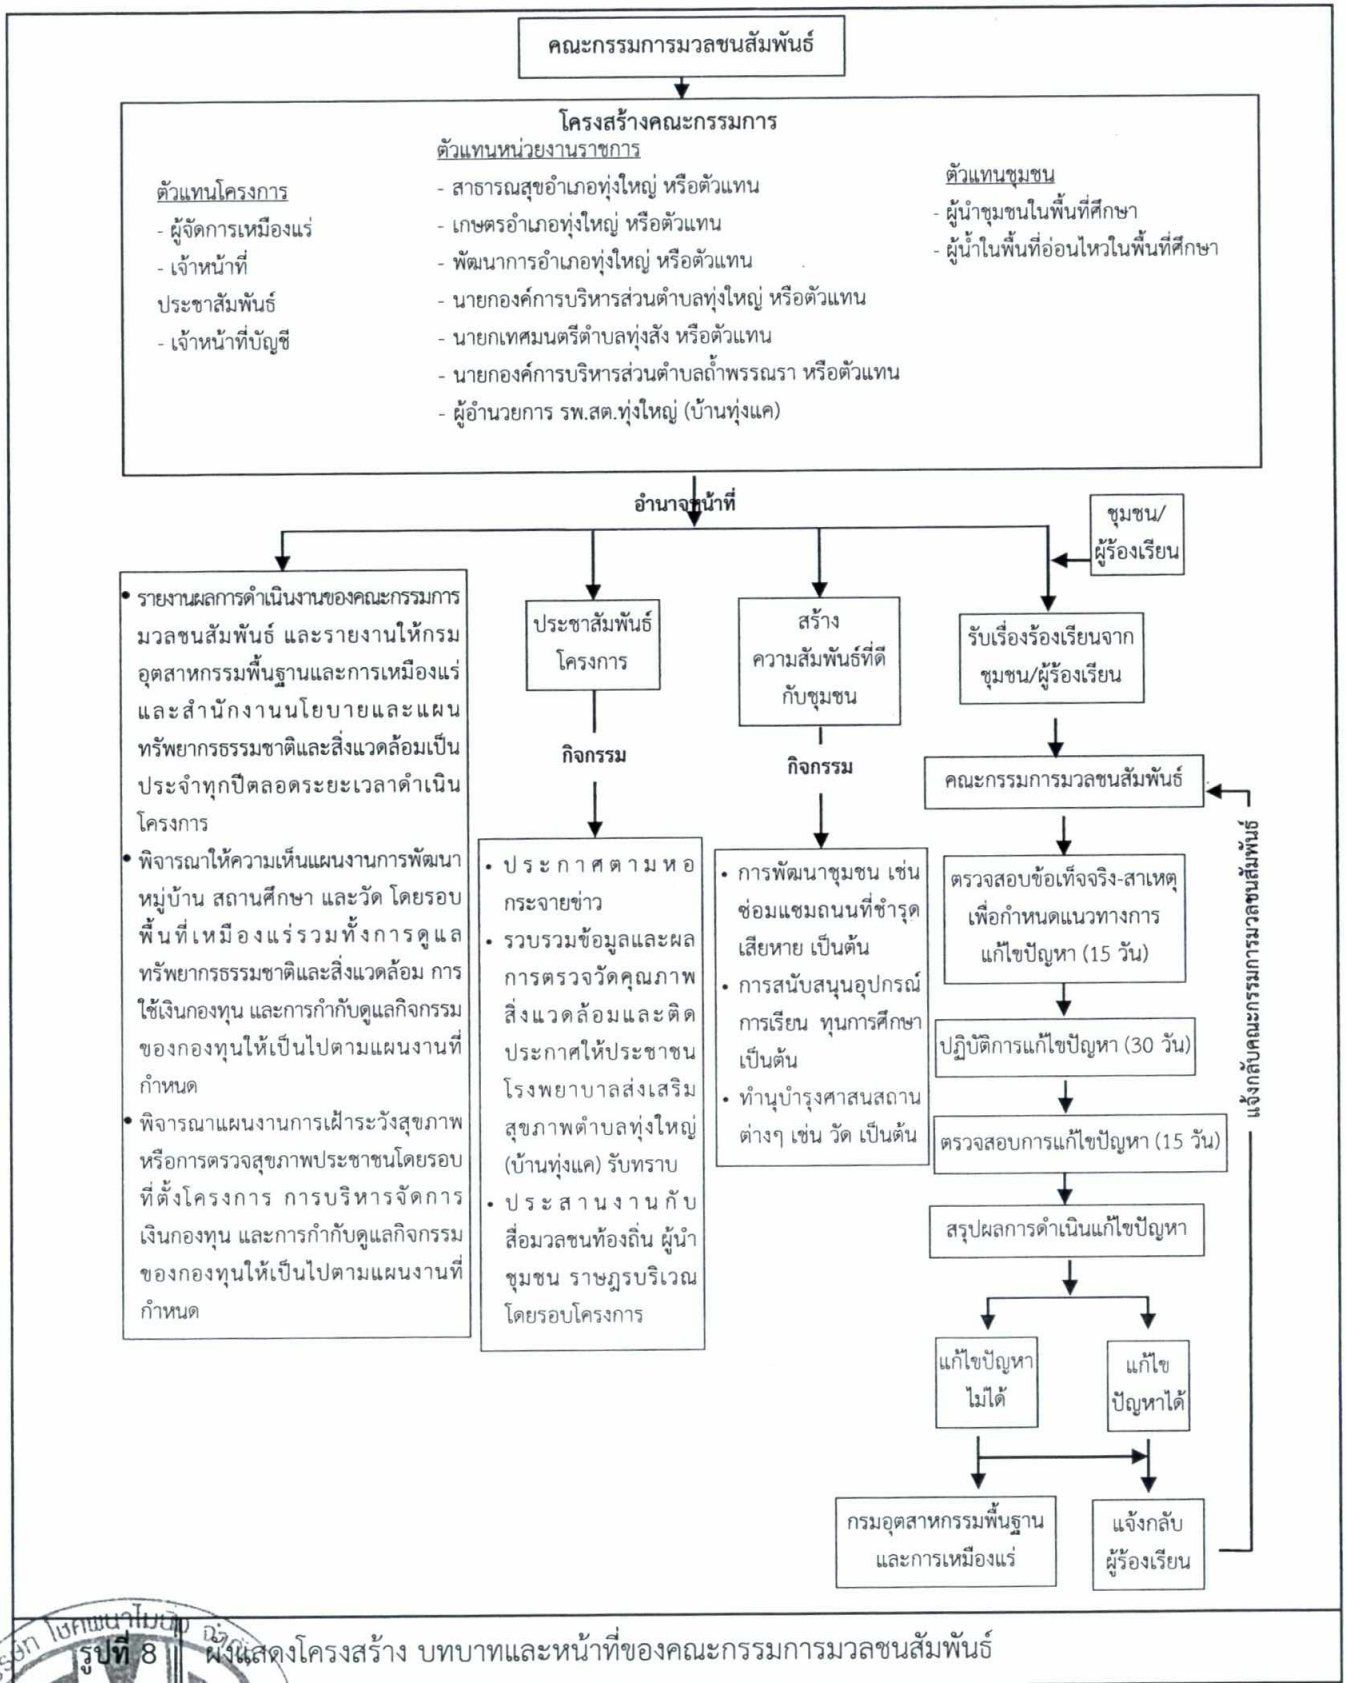 คณะกรรมการมวลชนสัมพันธ์
โครงสร้างคณะกรรมการ
ตัวแทนโครงการ
- ผู้จัดการเหมืองแร่
- เจ้าหน้าที่
ประชาสัมพันธ์
- เจ้าหน้าที่บัญชี
ตัวแทนหน่วยงานราชการ
- สาธารณสุขอำเภอทุ่งใหญ่ หรือตัวแทน
- เกษตรอำเภอทุ่งใหญ่ หรือตัวแทน
- พัฒนาการอำเภอทุ่งใหญ่ หรือตัวแทน
- นายกองค์การบริหารส่วนตำบลทุ่งใหญ่ หรือตัวแทน
- นายกเทศมนตรีตำบลทุ่งสัง หรือตัวแทน
- นายกองค์การบริหารส่วนตำบลถ้ำพรรณรา หรือตัวแทน
- ผู้อำนวยการ รพ.สต.ทุ่งใหญ่ (บ้านทุ่งแค)
ตัวแทนชุมชน
- ผู้นำชุมชนในพื้นที่ศึกษา
- ผู้นำในพื้นที่อ่อนไหวในพื้นที่ศึกษา
อำนาจหน้าที่
ชุมชน/
ผู้ร้องเรียน
• รายงานผลการดำเนินงานของคณะกรรมการ
มวลชนสัมพันธ์ และรายงานให้กรม
อุตสาหกรรมพื้นฐานและการเหมืองแร่
และสำนักงานนโยบายและแผน
ทรัพยากรธรรมชาติและสิ่งแวดล้อมเป็น
ประจำทุกปีตลอดระยะเวลาดำเนิน
โครงการ
• พิจารณาให้ความเห็นแผนงานการพัฒนา
หมู่บ้าน สถานศึกษา และวัด โดยรอบ
พื้นที่เหมืองแร่รวมทั้งการดูแล
ทรัพยากรธรรมชาติและสิ่งแวดล้อม การ
ใช้เงินกองทุน และการกำกับดูแลกิจกรรม
ของกองทุนให้เป็นไปตามแผนงานที่
กำหนด
• พิจารณาแผนงานการเฝ้าระวังสุขภาพ
หรือการตรวจสุขภาพประชาชนโดยรอบ
ที่ตั้งโครงการ การบริหารจัดการ
เงินกองทุน และการกำกับดูแลกิจกรรม
ของกองทุนให้เป็นไปตามแผนงานที่
กำหนด
ประชาสัมพันธ์
โครงการ
กิจกรรม
• ประกาศตามหอ
กระจายข่าว
• รวบรวมข้อมูลและผล
การตรวจวัดคุณภาพ
สิ่งแวดล้อมและติด
ประกาศให้ประชาชน
โรงพยาบาลส่งเสริม
สุขภาพตำบลทุ่งใหญ่
(บ้านทุ่งแค) รับทราบ
• ประสานงานกับ
สื่อมวลชนท้องถิ่น ผู้นำ
ชุมชน ราษฎรบริเวณ
โดยรอบโครงการ
สร้าง
ความสัมพันธ์ที่ดี
กับชุมชน
กิจกรรม
• การพัฒนาชุมชน เช่น
ซ่อมแซมถนนที่ชำรุด
เสียหาย เป็นต้น
• การสนับสนุนอุปกรณ์
การเรียน ทุนการศึกษา
เป็นต้น
• ทำนุบำรุงศาสนสถาน
ต่างๆ เช่น วัด เป็นต้น
รับเรื่องร้องเรียนจาก
ชุมชน/ผู้ร้องเรียน
คณะกรรมการมวลชนสัมพันธ์
ตรวจสอบข้อเท็จจริง-สาเหตุ
เพื่อกำหนดแนวทางการ
แก้ไขปัญหา (15 วัน)
ปฏิบัติการแก้ไขปัญหา (30 วัน)
ตรวจสอบการแก้ไขปัญหา (15 วัน)
สรุปผลการดำเนินแก้ไขปัญหา
แก้ไขปัญหา
ไม่ได้
แก้ไข
ปัญหาได้
กรมอุตสาหกรรมพื้นฐาน
และการเหมืองแร่
แจ้งกลับ
ผู้ร้องเรียน
แจ้งกลับคณะกรรมการมวลชนสัมพันธ์
รูปที่ 8 ผังแสดงโครงสร้าง บทบาทและหน้าที่ของคณะกรรมการมวลชนสัมพันธ์